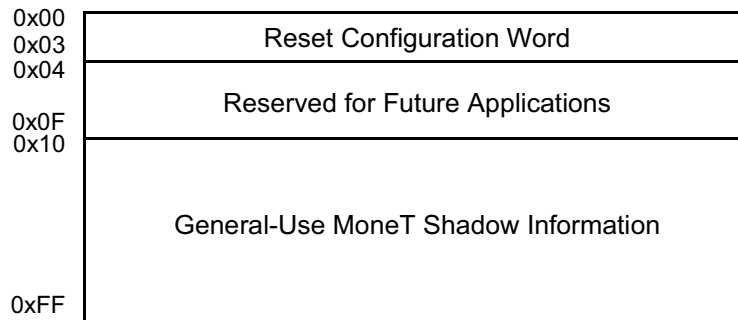 0x00
Reset Configuration Word
0x03
0x04
Reserved for Future Applications
0x0F
0x10
General-Use MoneT Shadow Information
0xFF